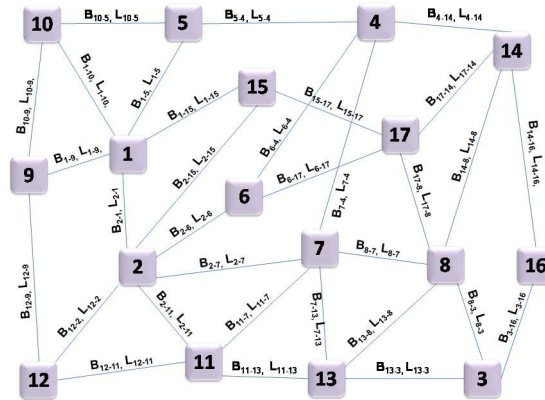 10
B10-5, L10-5
5
B5-4, L5-4
4
B4-14, L4-14
14
B10-9, L10-9,
B1-10, L1-10,
B1-5, L1-5
15
B1-15, L1-15
B15-17, L15-17
B17-14, L17-14
17
B6-4, L6-4
9
B1-9, L1-9,
1
B2-15, L2-15
6
B6-17, L6-17
B7-4, L7-4
B17-8, L17-8
B14-8, L14-8
B14-16, L14-16,
B2-1, L2-1
B2-6, L2-6
2
B2-7, L2-7
7
B8-7, L8-7
8
16
B12-9, L12-9
B12-2, L12-2
B2-11, L2-11
B11-7, L11-7
B7-13, L7-13
B13-8, L13-8
B8-3, L8-3
B3-16, L3-16
12
B12-11, L12-11
11
B11-13, L11-13
13
B13-3, L13-3
3